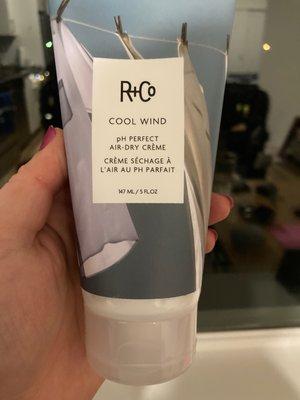 R+Co
COOL WIND
pH PERFECT
AIR-DRY CRÈME
CRÈME SÉCHAGE À
L'AIR AU PH PARFAIT
147 ML / 5 FL OZ